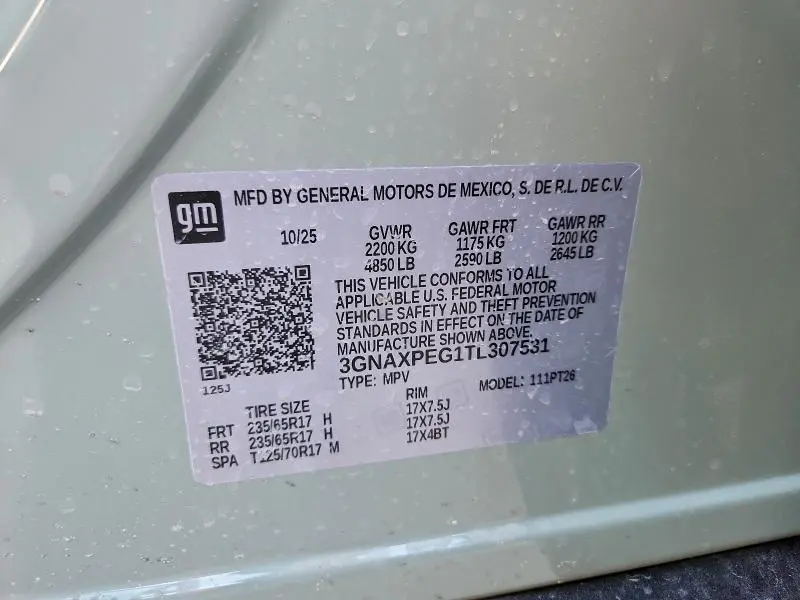 gm
MFD BY GENERAL MOTORS DE MEXICO, S. DE R.L. DE C.V.
10/25 GVWR GAWR FRT GAWR RR
2200 KG 1175 KG 1200 KG
4850 LB 2590 LB 2645 LB
THIS VEHICLE CONFORMS TO ALL
APPLICABLE U.S. FEDERAL MOTOR
VEHICLE SAFETY AND THEFT PREVENTION
STANDARDS IN EFFECT ON THE DATE OF
MANUFACTURE SHOWN ABOVE.
3GNAXPEG1TL307531
125J
TYPE: MPV MODEL: 111PT26
TIRE SIZE RIM
FRT 235/65R17 H 17X7.5J
RR 235/65R17 H 17X7.5J
SPA T125/70R17 M 17X4BT